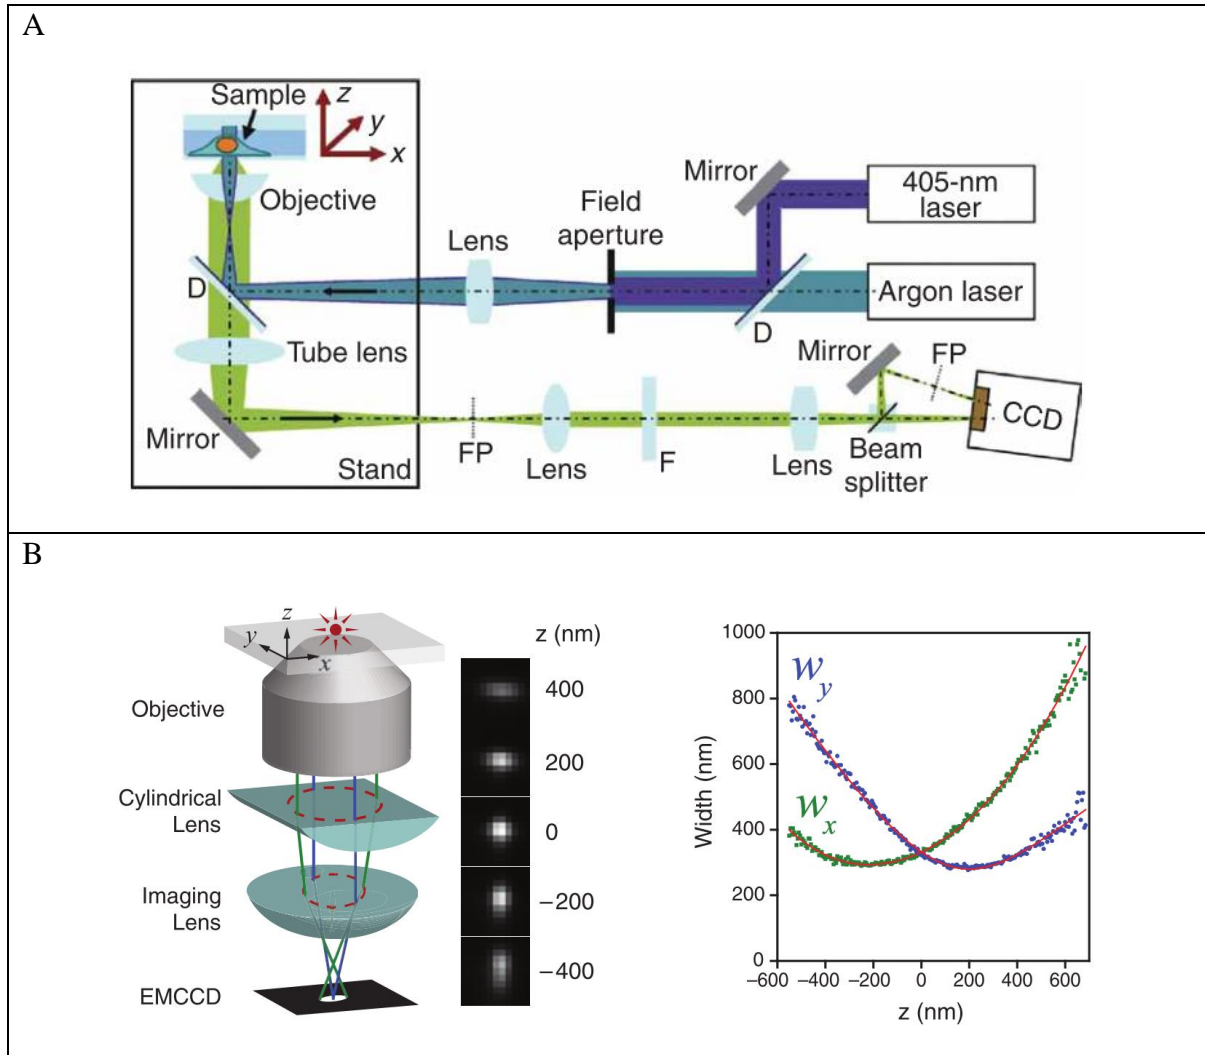 A
Sample
z
y
x
Objective
Mirror
405-nm
laser
Field
aperture
Lens
D
Argon laser
D
Tube lens
Mirror
FP
Mirror
FP
Lens
F
Lens
Beam
splitter
CCD
Stand
B
z
y
x
Objective
Cylindrical
Lens
Imaging
Lens
EMCCD
z (nm)
400
200
0
−200
−400
1000
800
600
400
200
0
Width (nm)
wy
wx
−600 −400 −200 0 200 400 600
z (nm)